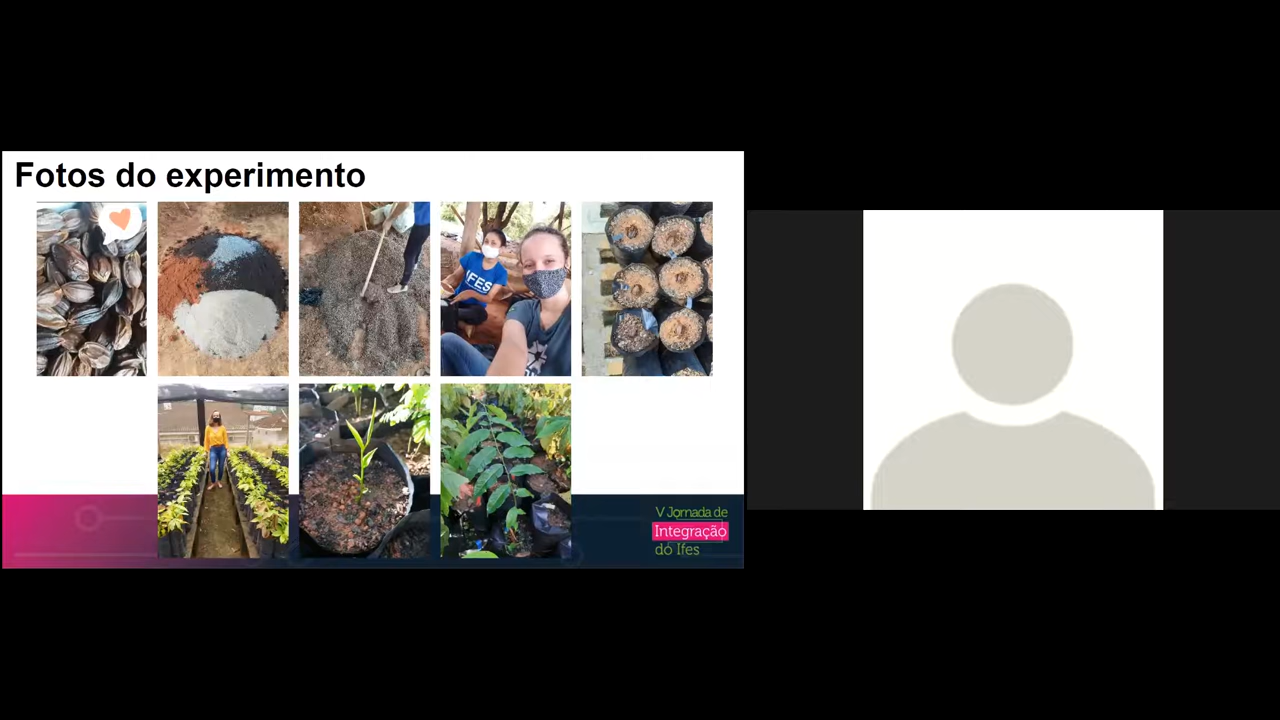 Fotos do experimento
IFES
V Jornada de
Integração
do Ifes